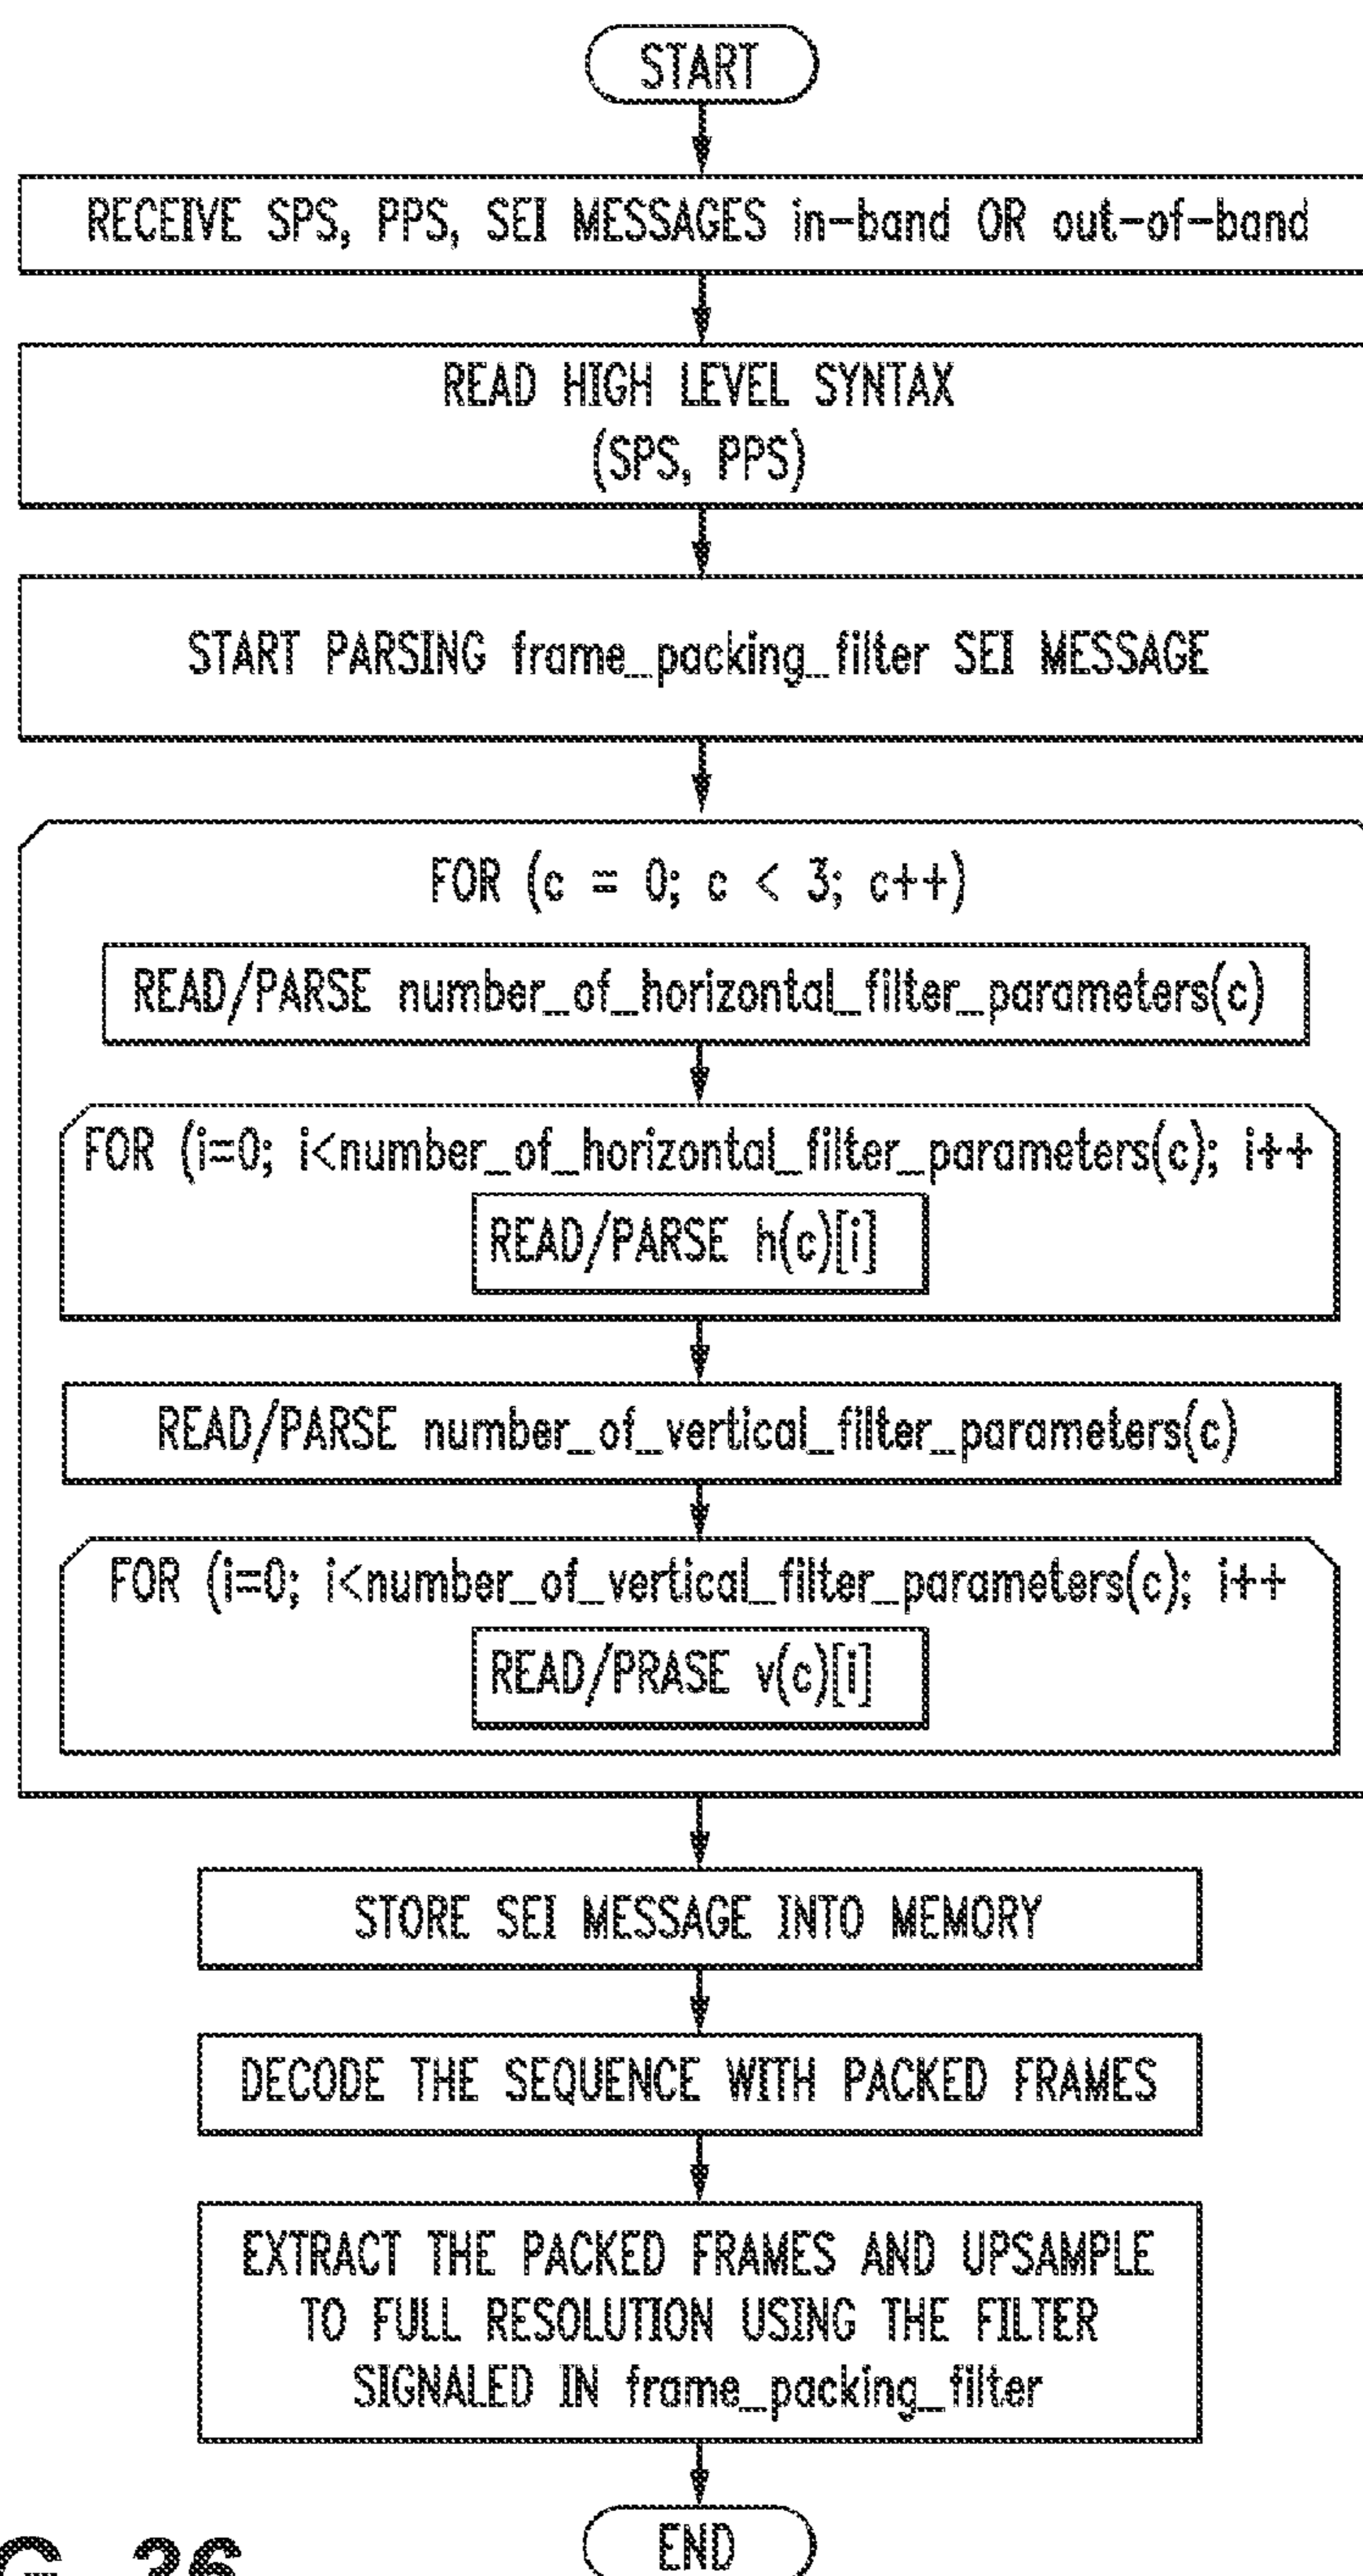 START
RECEIVE SPS, PPS, SEI MESSAGES in-band OR out-of-band
READ HIGH LEVEL SYNTAX
(SPS, PPS)
START PARSING frame_packing_filter SEI MESSAGE
FOR (c = 0; c < 3; c++)
READ/PARSE number_of_horizontal_filter_parameters(c)
FOR (i=0; i<number_of_horizontal_filter_parameters(c); i++
READ/PARSE h(c)[i]
READ/PARSE number_of_vertical_filter_parameters(c)
FOR (i=0; i<number_of_vertical_filter_parameters(c); i++
READ/PRASE v(c)[i]
STORE SEI MESSAGE INTO MEMORY
DECODE THE SEQUENCE WITH PACKED FRAMES
EXTRACT THE PACKED FRAMES AND UPSAMPLE
TO FULL RESOLUTION USING THE FILTER
SIGNALED IN frame_packing_filter
END
26